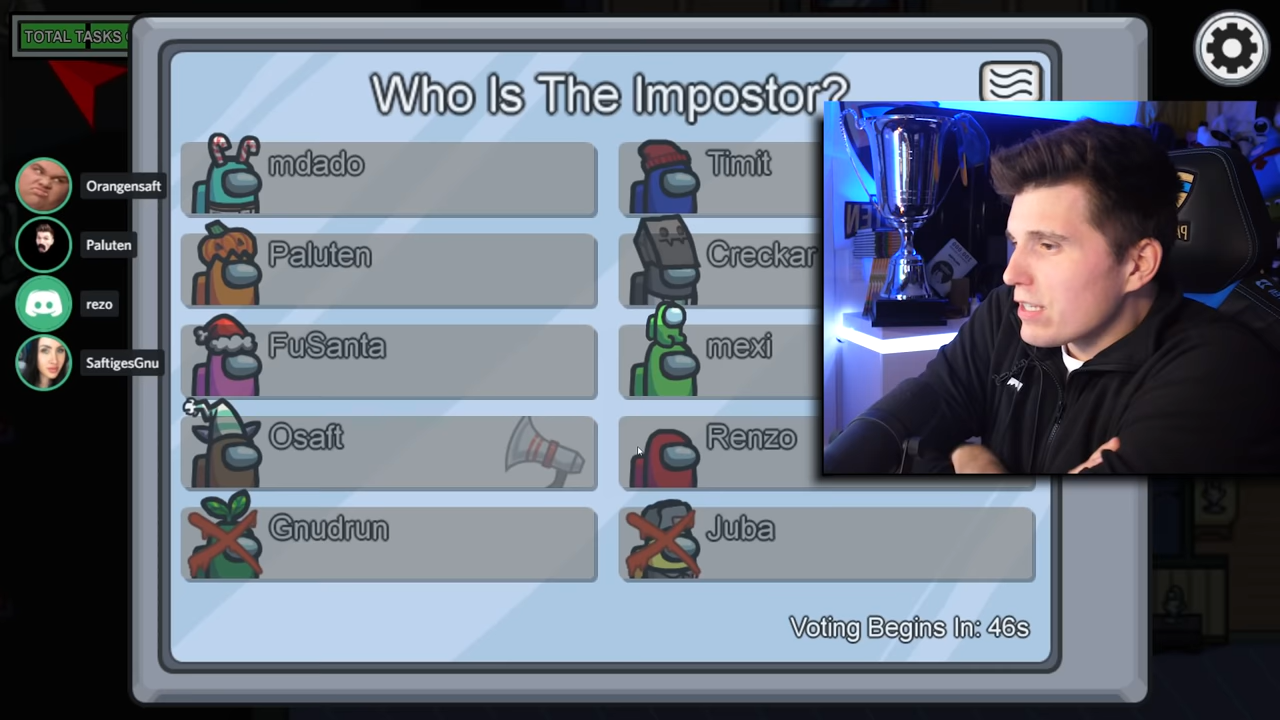 TOTAL TASKS
Who Is The Impostor?
mdado
Timit
Orangensaft
Paluten
Paluten
Creckar
rezo
FuSanta
mexi
SaftigesGnu
Osaft
Renzo
Gnudrun
Juba
Voting Begins In: 46s